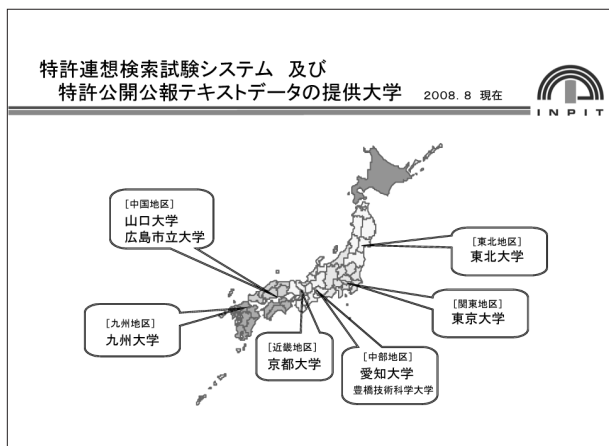 特許連想検索試験システム 及び
特許公開公報テキストデータの提供大学 2008.8 現在
INPIT
[中国地区]
山口大学
広島市立大学
[東北地区]
東北大学
[関東地区]
東京大学
[九州地区]
九州大学
[近畿地区]
京都大学
[中部地区]
愛知大学
豊橋技術科学大学